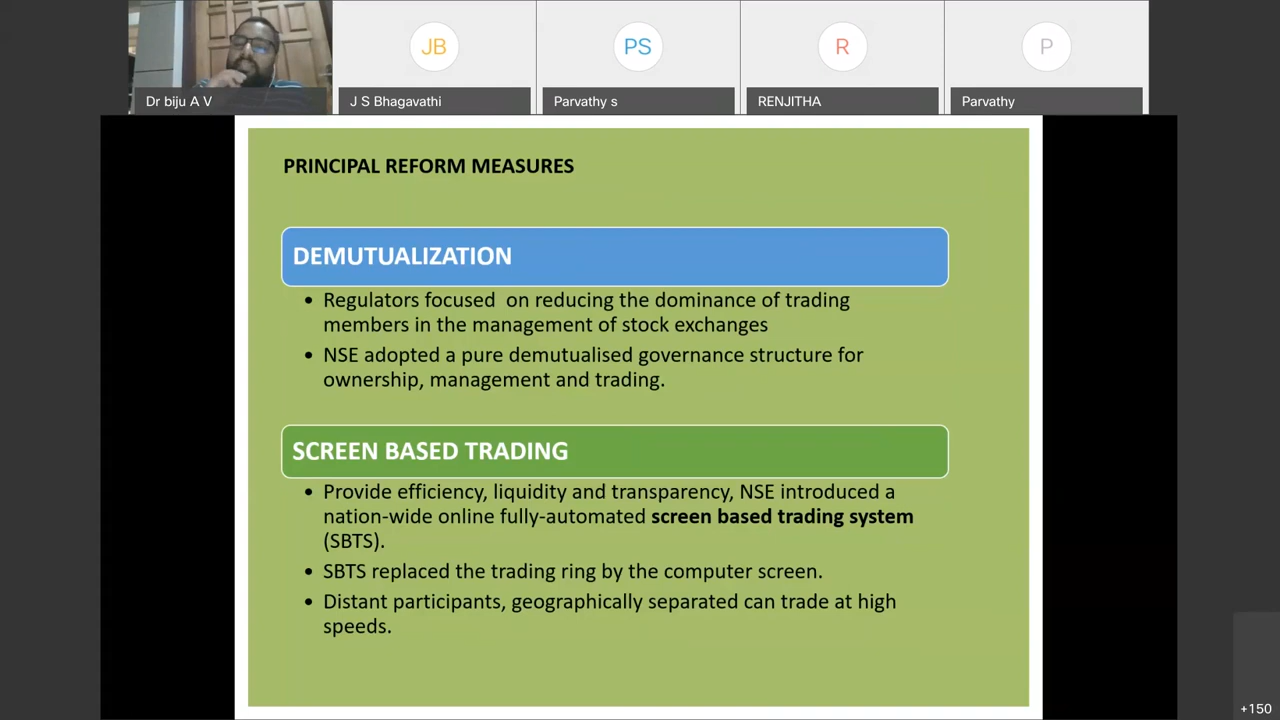 JB
PS
R
P
Dr biju A V
J S Bhagavathi
Parvathy s
RENJITHA
Parvathy
PRINCIPAL REFORM MEASURES
DEMUTUALIZATION
• Regulators focused  on reducing the dominance of trading
members in the management of stock exchanges
• NSE adopted a pure demutualised governance structure for
ownership, management and trading.
SCREEN BASED TRADING
• Provide efficiency, liquidity and transparency, NSE introduced a
nation-wide online fully-automated screen based trading system
(SBTS).
• SBTS replaced the trading ring by the computer screen.
• Distant participants, geographically separated can trade at high
speeds.
+150